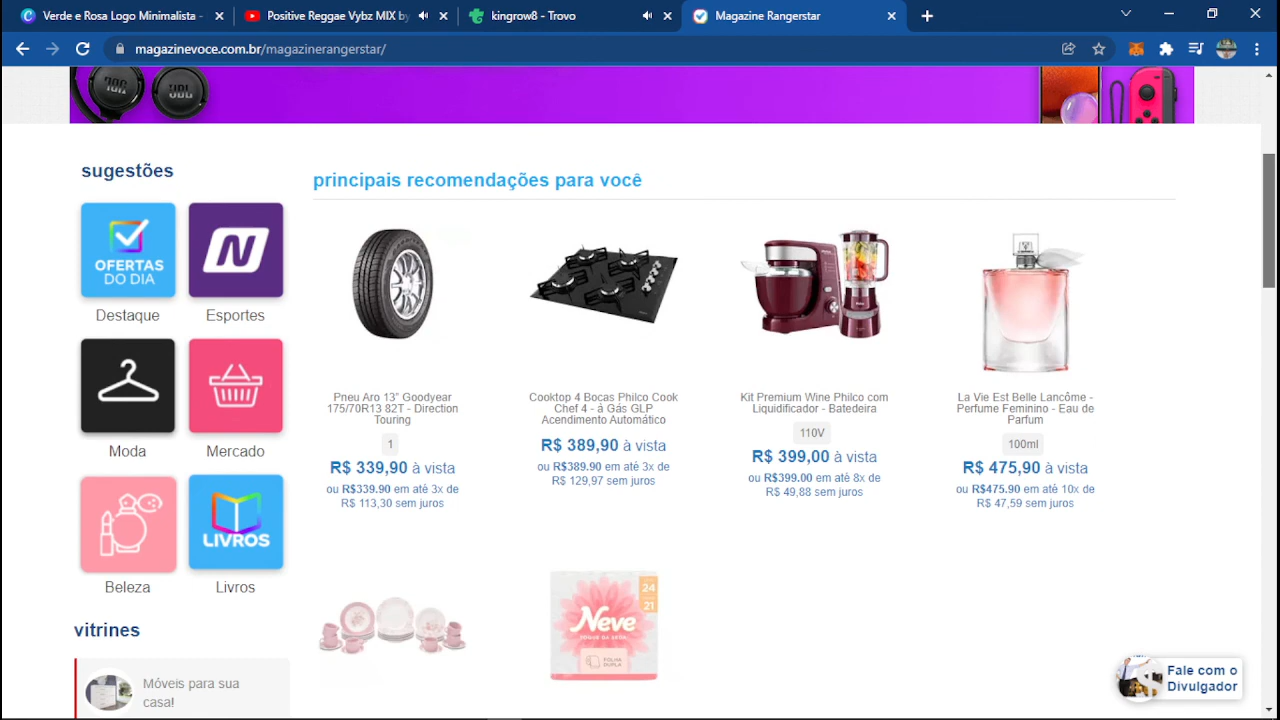 Verde e Rosa Logo Minimalista -
Positive Reggae Vybz MIX by
kingrow8 - Trovo
Magazine Rangerstar
magazinevoce.com.br/magazinerangerstar/
JBL
sugestões
principais recomendações para você
OFERTAS
DO DIA
N
Destaque
Esportes
Moda
Mercado
LIVROS
Beleza
Livros
Pneu Aro 13” Goodyear
175/70R13 82T - Direction
Touring
1
R$ 339,90 à vista
ou R$339.90 em até 3x de
R$ 113,30 sem juros
Cooktop 4 Bocas Philco Cook
Chef 4 - à Gás GLP
Acendimento Automático
R$ 389,90 à vista
ou R$389.90 em até 3x de
R$ 129,97 sem juros
Kit Premium Wine Philco com
Liquidificador - Batedeira
110V
R$ 399,00 à vista
ou R$399.00 em até 8x de
R$ 49,88 sem juros
La Vie Est Belle Lancôme -
Perfume Feminino - Eau de
Parfum
100ml
R$ 475,90 à vista
ou R$475.90 em até 10x de
R$ 47,59 sem juros
24
21
Neve
TOQUE DA SEDA
FOLHA
DUPLA
vitrines
Móveis para sua
casa!
Fale com o
Divulgador